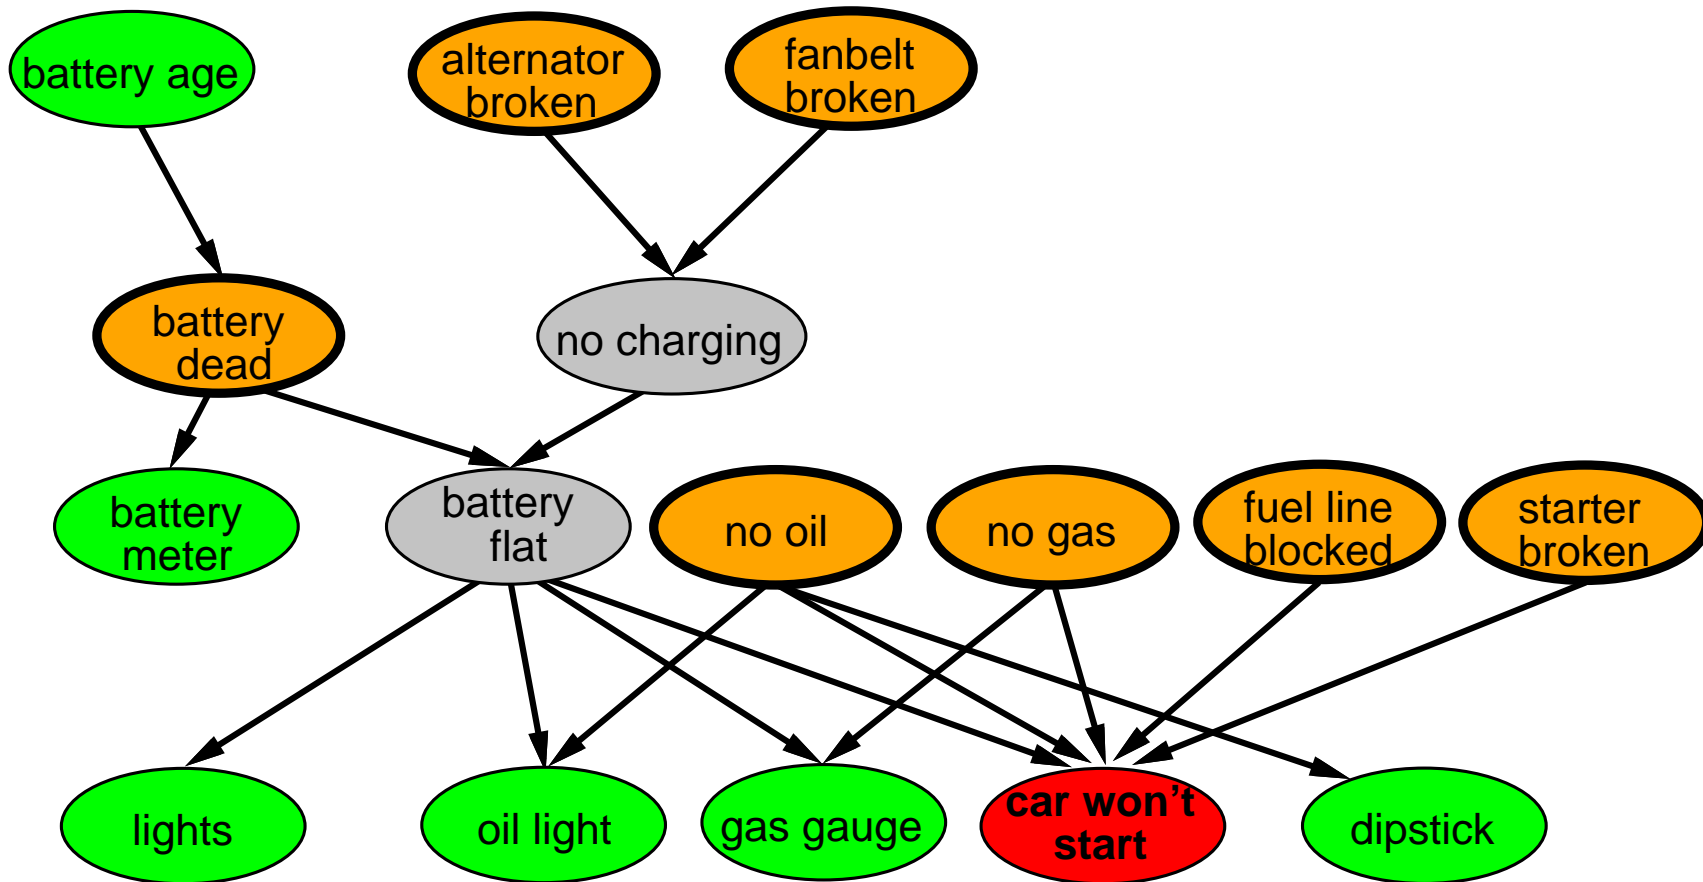 battery age
alternator
broken
fanbelt
broken
battery
dead
no charging
battery
meter
battery
flat
no oil
no gas
fuel line
blocked
starter
broken
lights
oil light
gas gauge
car won't
start
dipstick